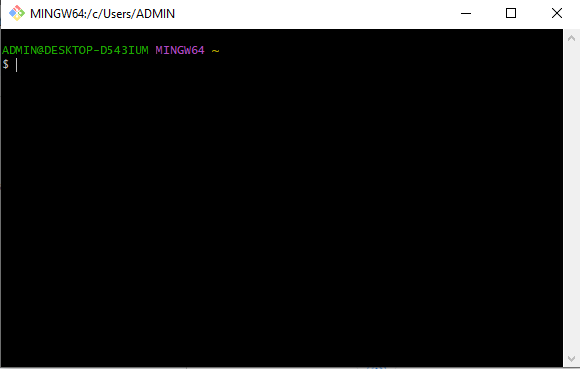 MINGW64:/c/Users/ADMIN
ADMIN@DESKTOP-D543IUM MINGW64 ~
$